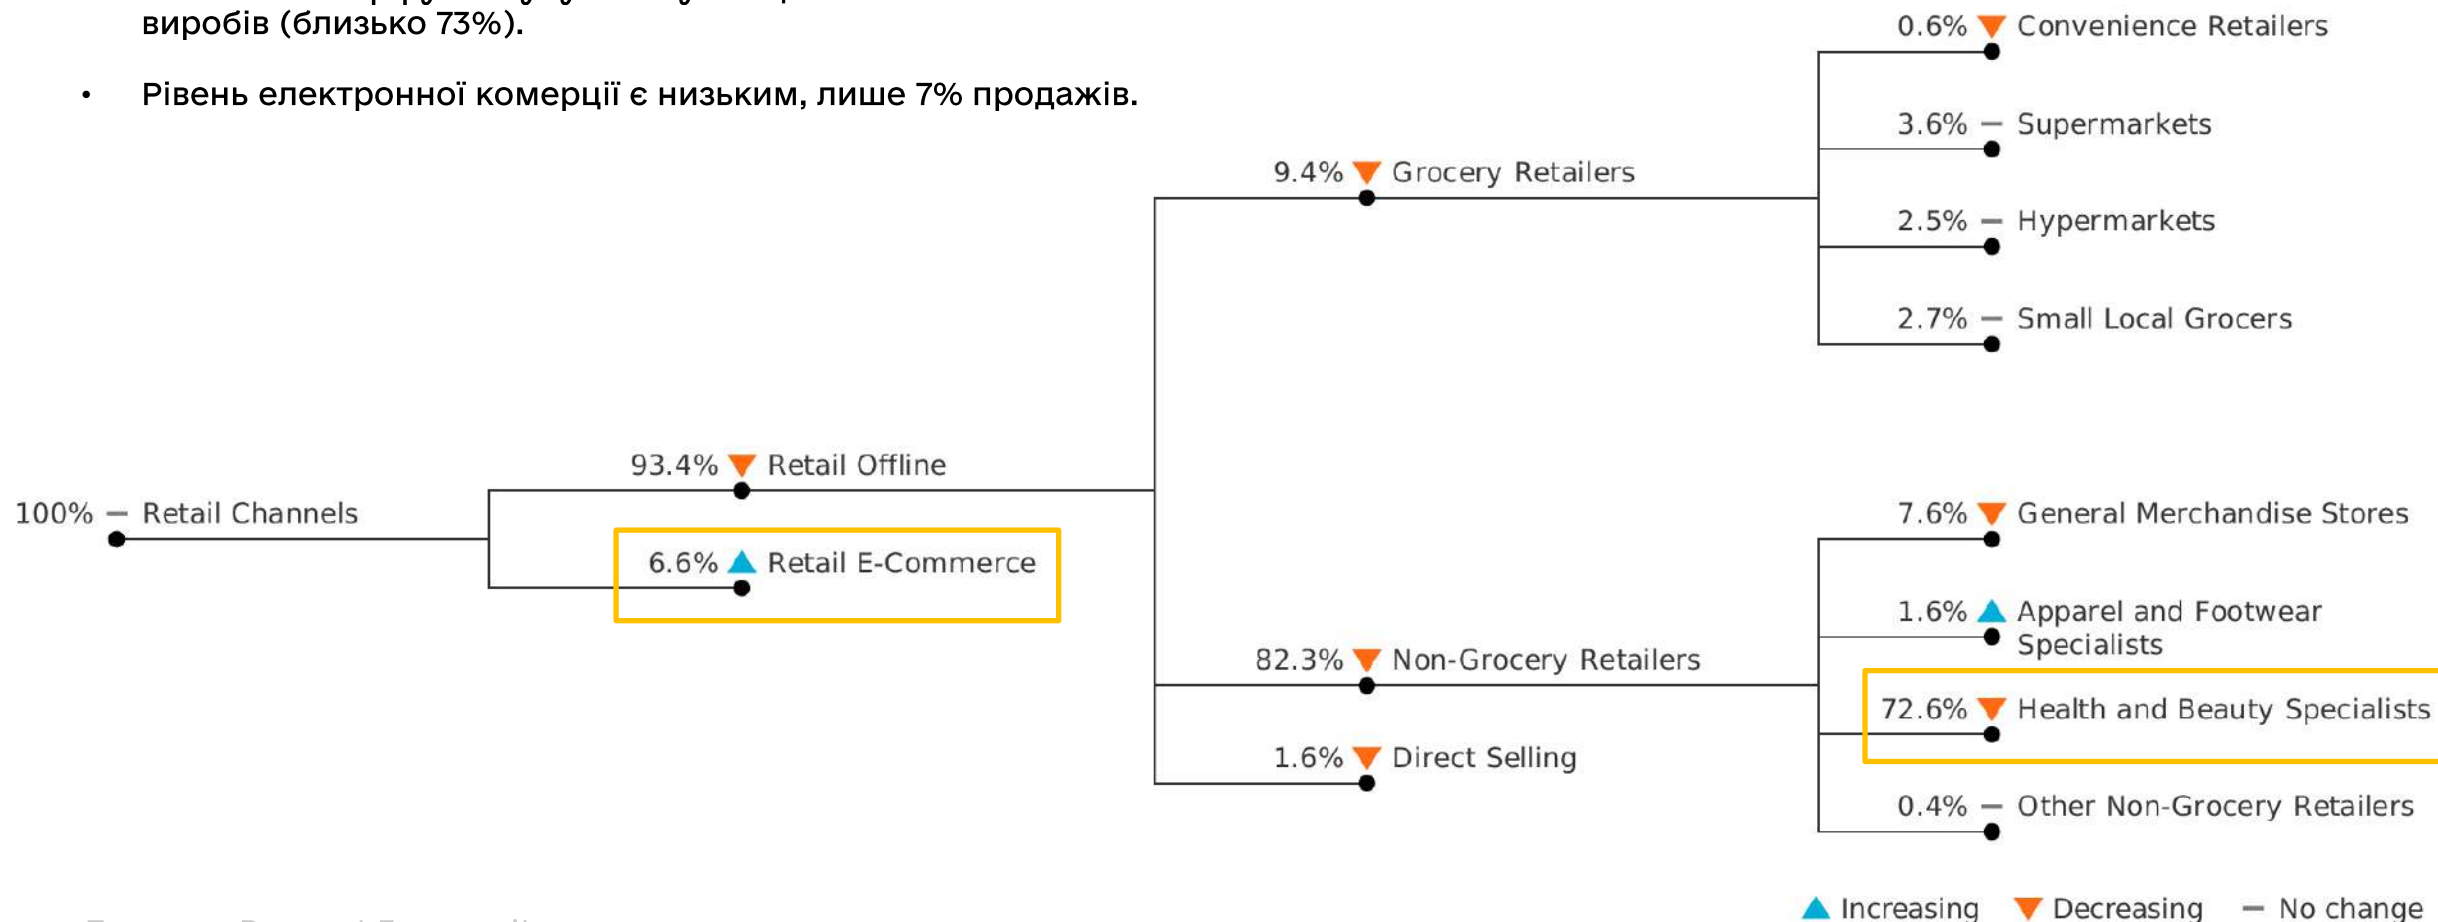 виробів (близько 73%).
• Рівень електронної комерції є низьким, лише 7% продажів.
0.6% ▼ Convenience Retailers
3.6% — Supermarkets
9.4% ▼ Grocery Retailers
2.5% — Hypermarkets
2.7% — Small Local Grocers
93.4% ▼ Retail Offline
100% — Retail Channels
7.6% ▼ General Merchandise Stores
6.6% ▲ Retail E-Commerce
1.6% ▲ Apparel and Footwear
Specialists
82.3% ▼ Non-Grocery Retailers
72.6% ▼ Health and Beauty Specialists
1.6% ▼ Direct Selling
0.4% — Other Non-Grocery Retailers
▲ Increasing ▼ Decreasing — No change